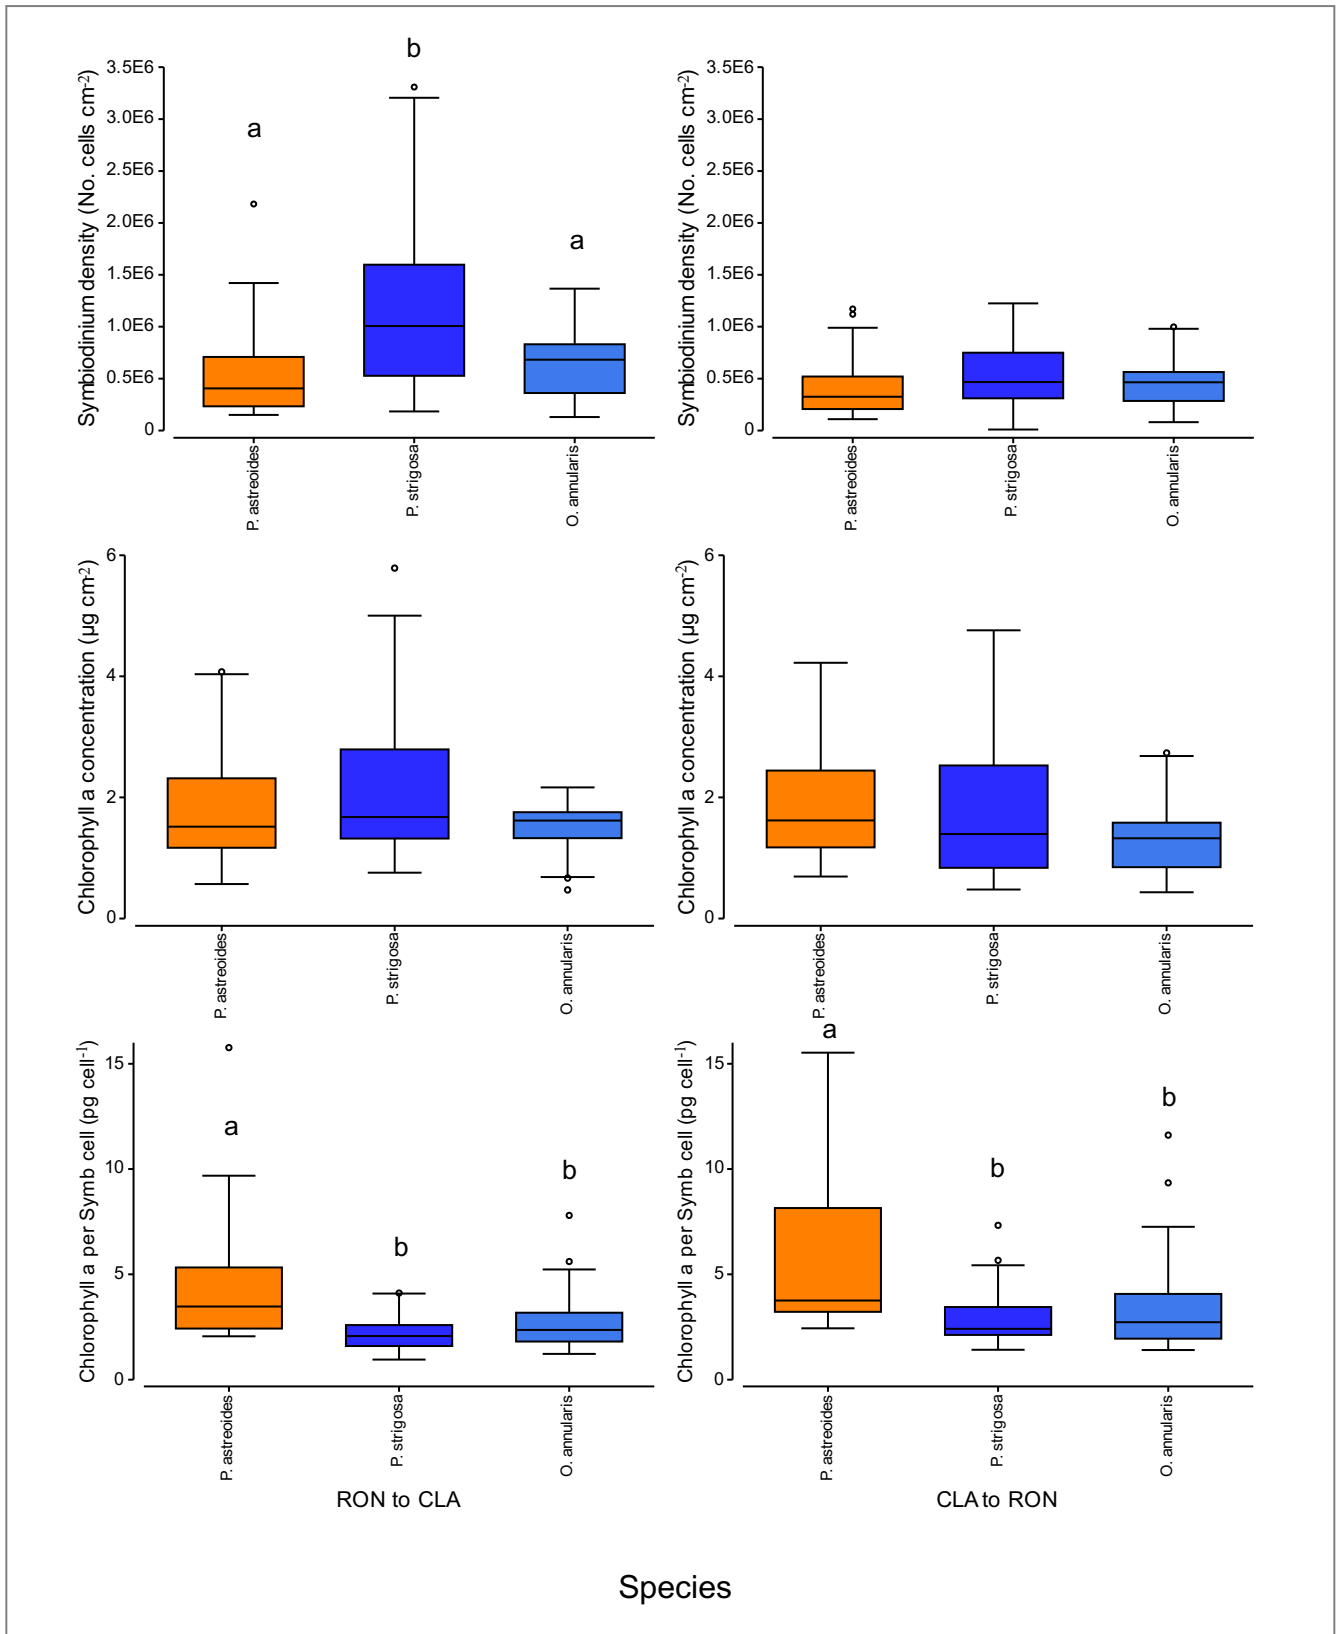 b
a
a
Symbiodinium density (No. cells cm-2)
3.5E6
3.0E6
2.5E6
2.0E6
1.5E6
1.0E6
0.5E6
0
P. astreoides
P. strigosa
O. annularis
Symbiodinium density (No. cells cm-2)
3.5E6
3.0E6
2.5E6
2.0E6
1.5E6
1.0E6
0.5E6
0
P. astreoides
P. strigosa
O. annularis
Chlorophyll a concentration (µg cm-2)
6
4
2
0
P. astreoides
P. strigosa
O. annularis
Chlorophyll a concentration (µg cm-2)
6
4
2
0
P. astreoides
P. strigosa
O. annularis
Chlorophyll a per Symb cell (pg cell-1)
15
10
5
0
a
b
b
P. astreoides
P. strigosa
O. annularis
RON to CLA
Chlorophyll a per Symb cell (pg cell-1)
15
10
5
0
a
b
b
P. astreoides
P. strigosa
O. annularis
CLA to RON
Species